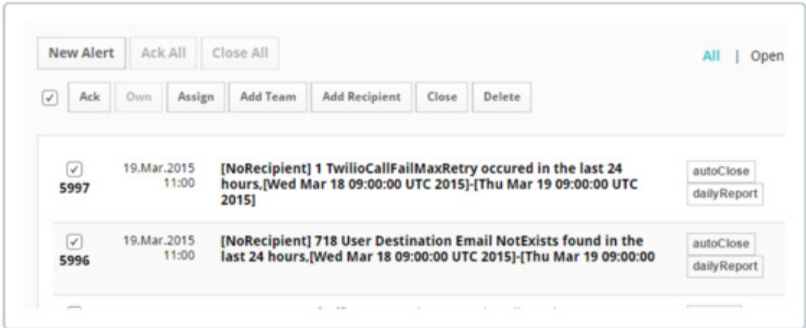 New Alert Ack All Close All All | Open
Ack Own Assign Add Team Add Recipient Close Delete
19.Mar.2015 [NoRecipient] 1 TwilioCallFailMaxRetry occured in the last 24 autoClose
5997 11:00 hours,[Wed Mar 18 09:00:00 UTC 2015]-[Thu Mar 19 09:00:00 UTC dailyReport
2015]
19.Mar.2015 [NoRecipient] 718 User Destination Email NotExists found in the autoClose
5996 11:00 last 24 hours,[Wed Mar 18 09:00:00 UTC 2015]-[Thu Mar 19 09:00:00 dailyReport